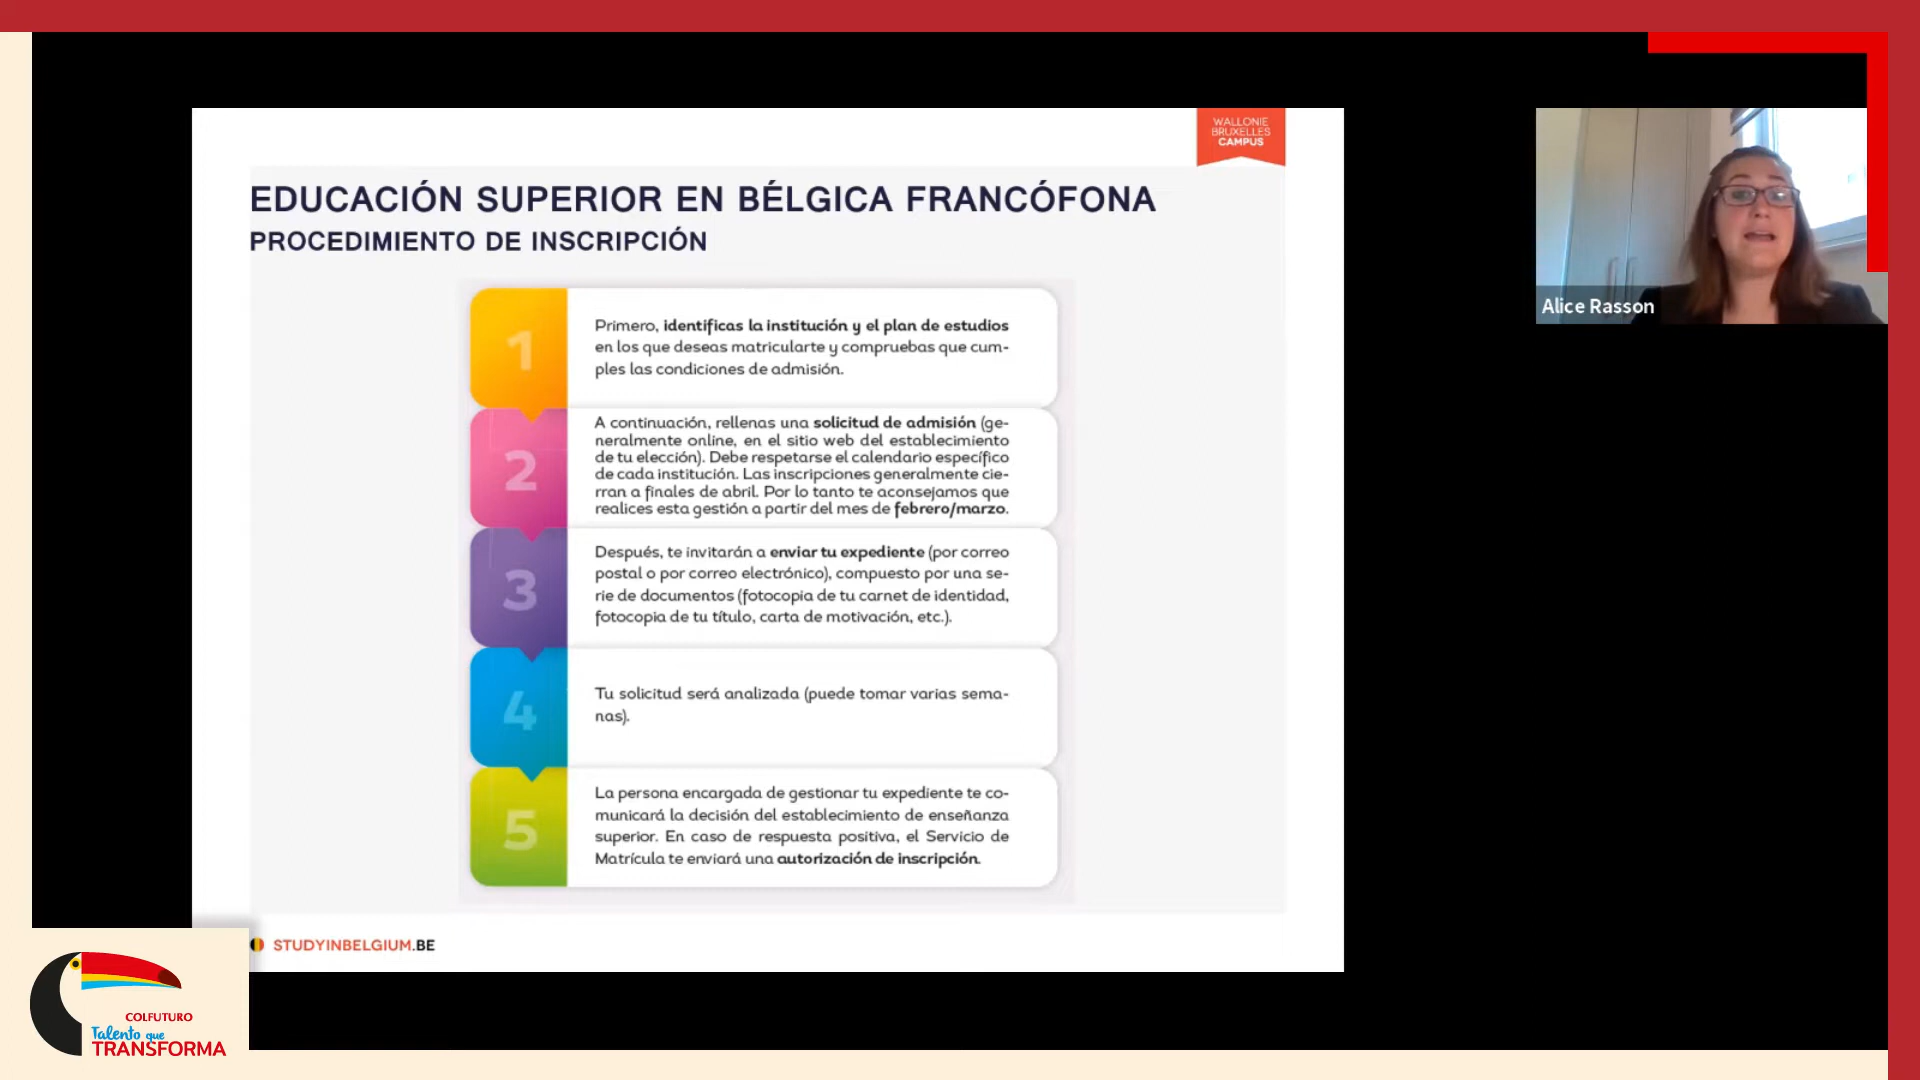 WALLONIE
BRUXELLES
CAMPUS
EDUCACIÓN SUPERIOR EN BÉLGICA FRANCÓFONA
PROCEDIMIENTO DE INSCRIPCIÓN
1
Primero, identificas la institución y el plan de estudios
en los que deseas matricularte y compruebas que cum-
ples las condiciones de admisión.
2
A continuación, rellenas una solicitud de admisión (ge-
neralmente online, en el sitio web del establecimiento
de tu elección). Debe respetarse el calendario específico
de cada institución. Las inscripciones generalmente cie-
rran a finales de abril. Por lo tanto te aconsejamos que
realices esta gestión a partir del mes de febrero/marzo.
3
Después, te invitarán a enviar tu expediente (por correo
postal o por correo electrónico), compuesto por una se-
rie de documentos (fotocopia de tu carnet de identidad,
fotocopia de tu título, carta de motivación, etc.).
4
Tu solicitud será analizada (puede tomar varias sema-
nas).
5
La persona encargada de gestionar tu expediente te co-
municará la decisión del establecimiento de enseñanza
superior. En caso de respuesta positiva, el Servicio de
Matrícula te enviará una autorización de inscripción.
STUDYINBELGIUM.BE
Alice Rasson
COLFUTURO
Talento que
TRANSFORMA